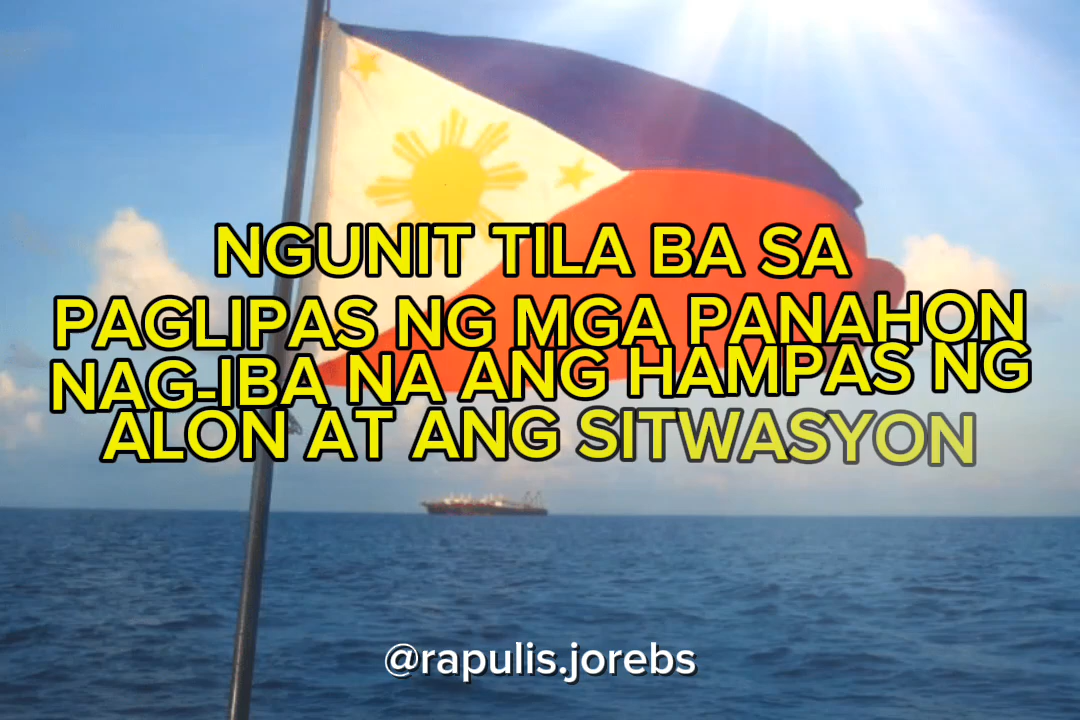 NGUNIT TILA BA SA
PAGLIPAS NG MGA PANAHON
NAG-IBA NA ANG HAMPAS NG
ALON AT ANG SITWASYON
@rapulis.jorebs